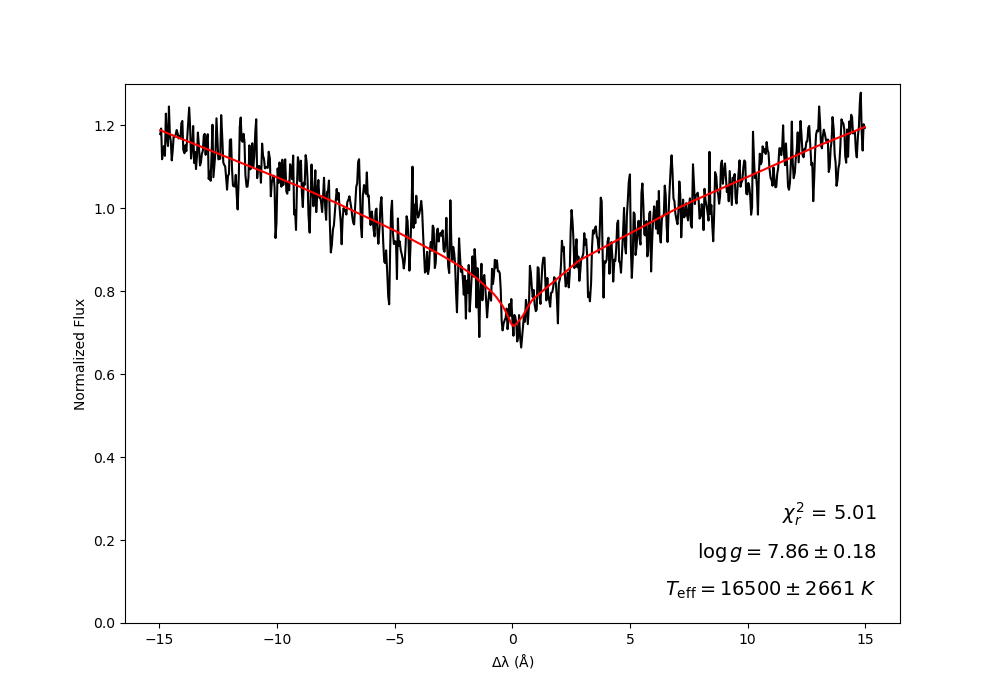 Normalized Flux
1.2
1.0
0.8
0.6
0.4
0.2
0.0
χ²ᵣ = 5.01
log g = 7.86 ± 0.18
T_eff = 16500 ± 2661 K
−15 −10 −5 0 5 10 15
Δλ (Å)